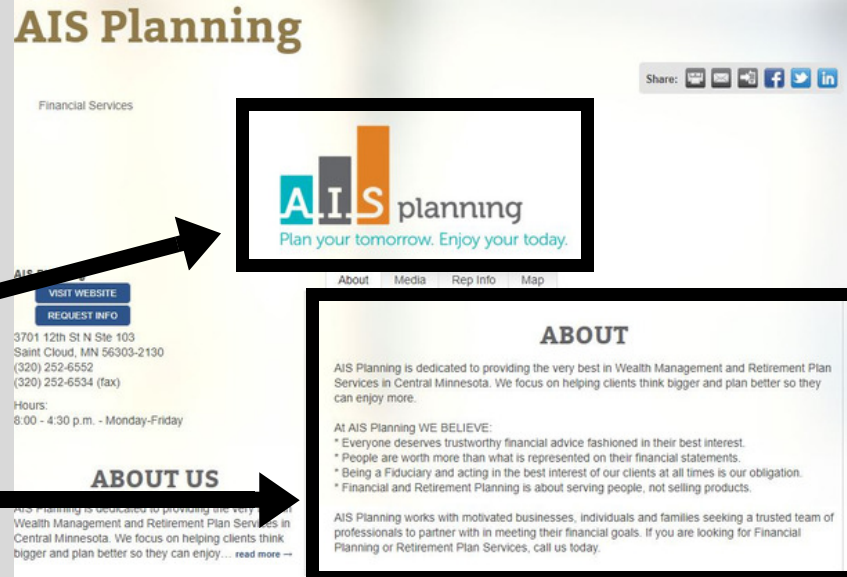 AIS Planning
Share:
Financial Services
A.I.S planning
Plan your tomorrow. Enjoy your today.
AIS
VISIT WEBSITE
REQUEST INFO
3701 12th St N Ste 103
Saint Cloud, MN 56303-2130
(320) 252-6552
(320) 252-6534 (fax)
Hours:
8:00 - 4:30 p.m. - Monday-Friday
ABOUT US
AIS Planning is dedicated to providing the very
Wealth Management and Retirement Plan Services in
Central Minnesota. We focus on helping clients think
bigger and plan better so they can enjoy… read more →
About Media Rep Info Map
ABOUT
AIS Planning is dedicated to providing the very best in Wealth Management and Retirement Plan
Services in Central Minnesota. We focus on helping clients think bigger and plan better so they
can enjoy more.
At AIS Planning WE BELIEVE:
* Everyone deserves trustworthy financial advice fashioned in their best interest.
* People are worth more than what is represented on their financial statements.
* Being a Fiduciary and acting in the best interest of our clients at all times is our obligation.
* Financial and Retirement Planning is about serving people, not selling products.
AIS Planning works with motivated businesses, individuals and families seeking a trusted team of
professionals to partner with in meeting their financial goals. If you are looking for Financial
Planning or Retirement Plan Services, call us today.